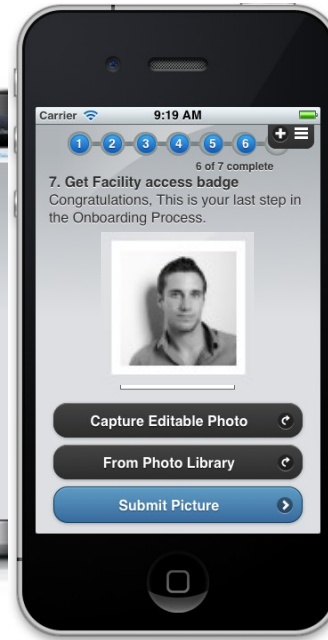 Carrier 9:19 AM
1 2 3 4 5 6
6 of 7 complete
7. Get Facility access badge
Congratulations, This is your last step in
the Onboarding Process.
Capture Editable Photo
From Photo Library
Submit Picture